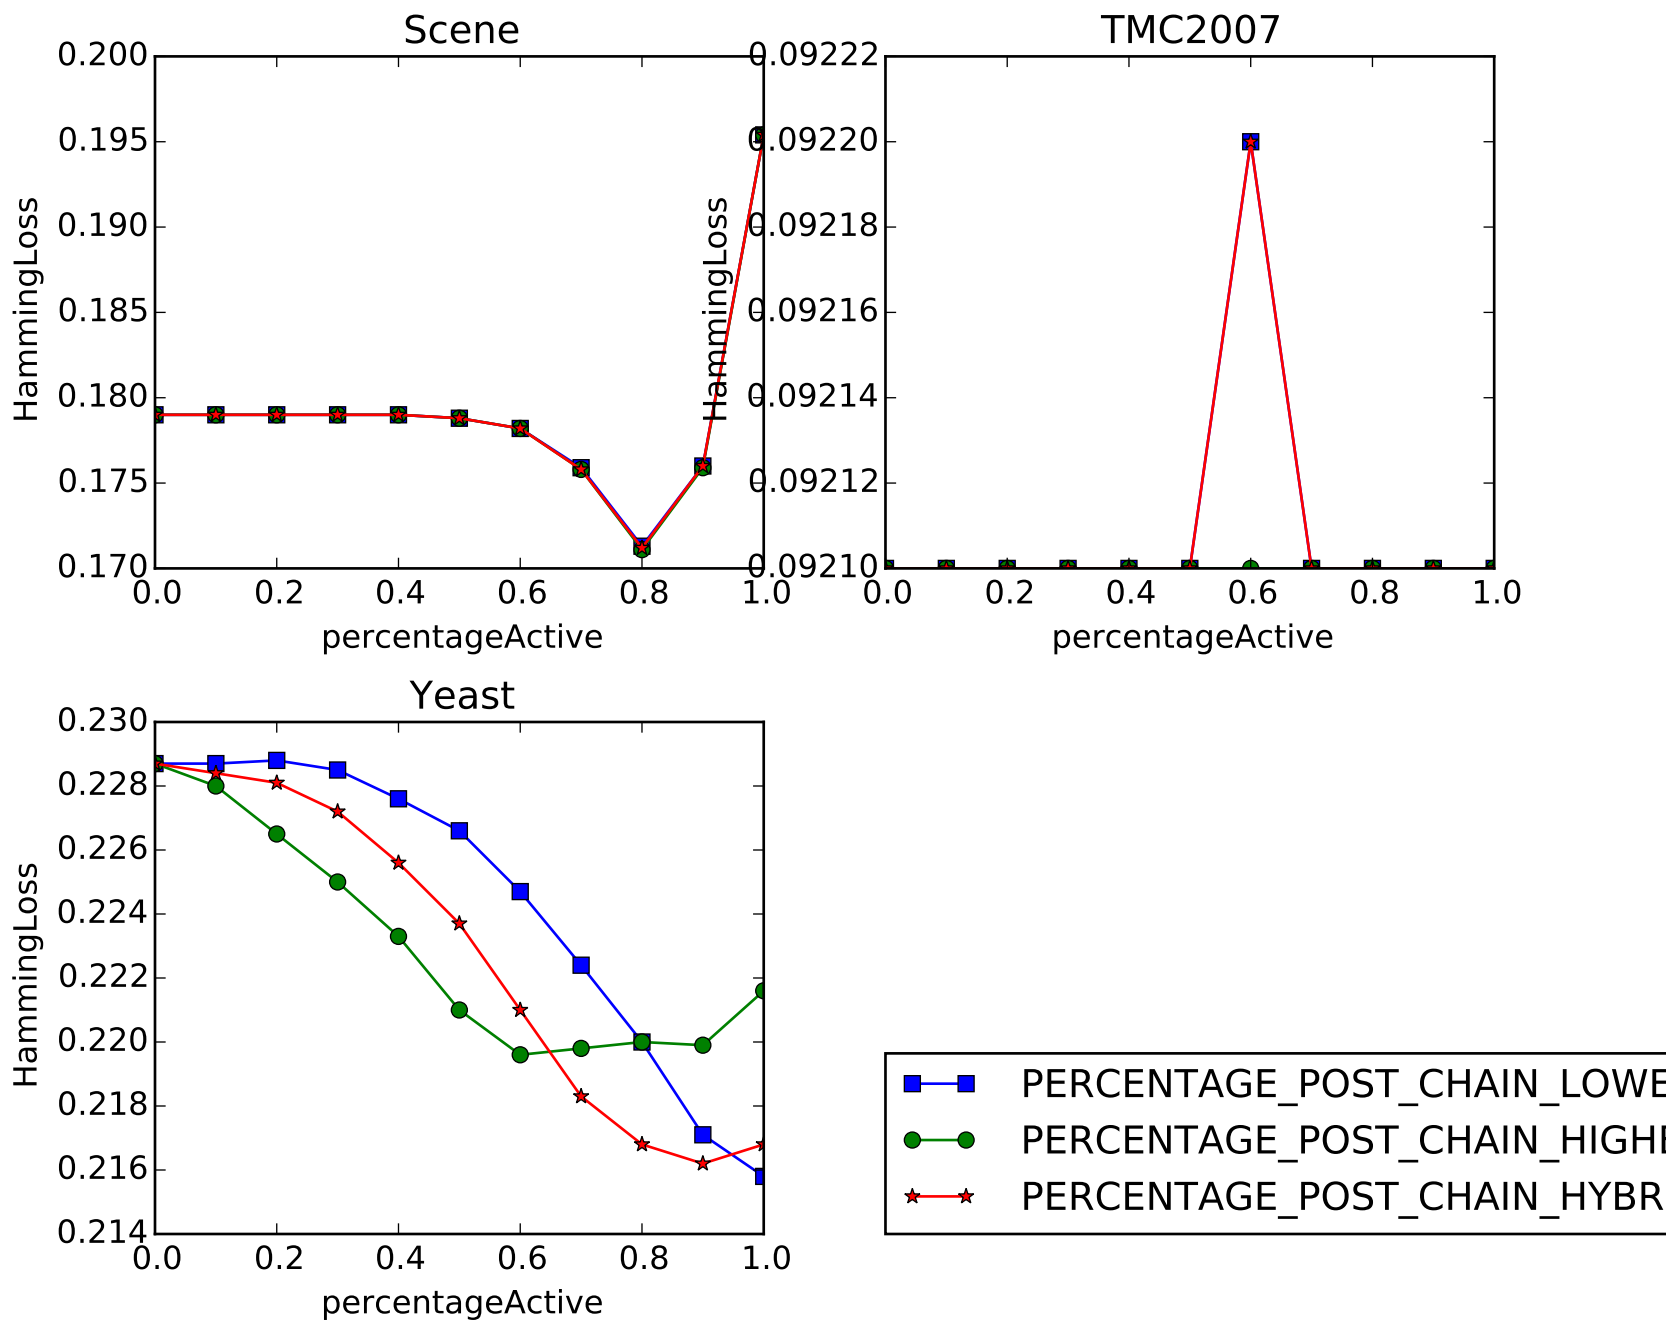 Scene
0.200
0.195
0.190
0.185
0.180
0.175
0.170
HammingLoss
0.0 0.2 0.4 0.6 0.8 1.0
percentageActive
TMC2007
0.09222
0.09220
0.09218
0.09216
0.09214
0.09212
0.09210
HammingLoss
0.0 0.2 0.4 0.6 0.8 1.0
percentageActive
Yeast
0.230
0.228
0.226
0.224
0.222
0.220
0.218
0.216
0.214
HammingLoss
0.0 0.2 0.4 0.6 0.8 1.0
percentageActive
PERCENTAGE_POST_CHAIN_LOWE
PERCENTAGE_POST_CHAIN_HIGHE
PERCENTAGE_POST_CHAIN_HYBR